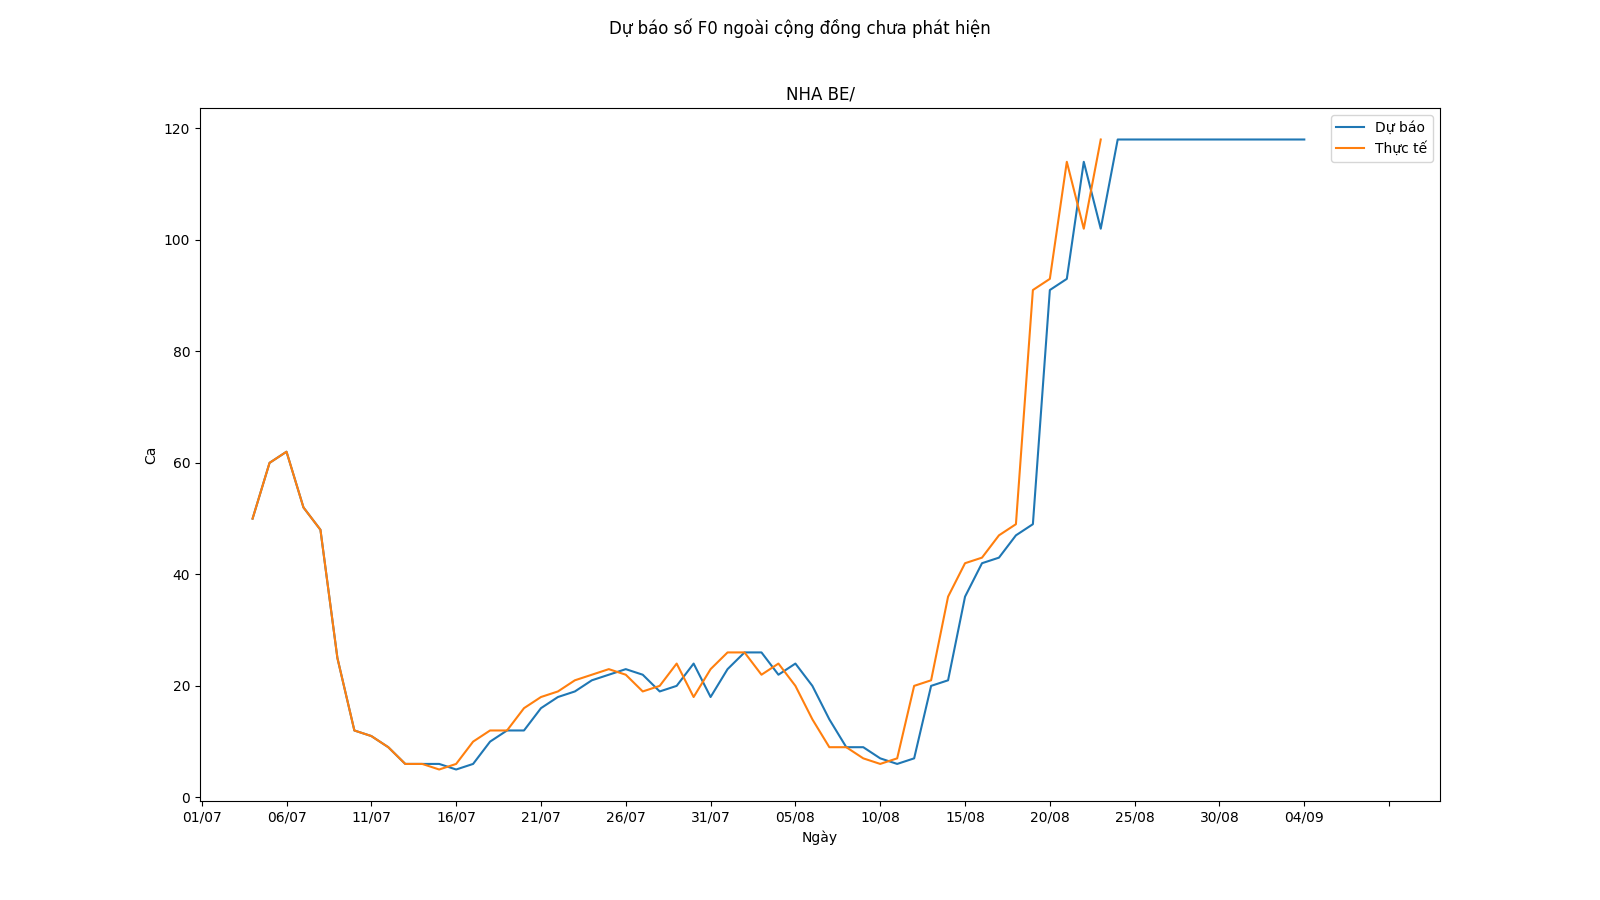 Dự báo số F0 ngoài cộng đồng chưa phát hiện
NHA BE/
Dự báo
Thực tế
120
100
80
60
40
20
0
Ca
01/07 06/07 11/07 16/07 21/07 26/07 31/07 05/08 10/08 15/08 20/08 25/08 30/08 04/09
Ngày